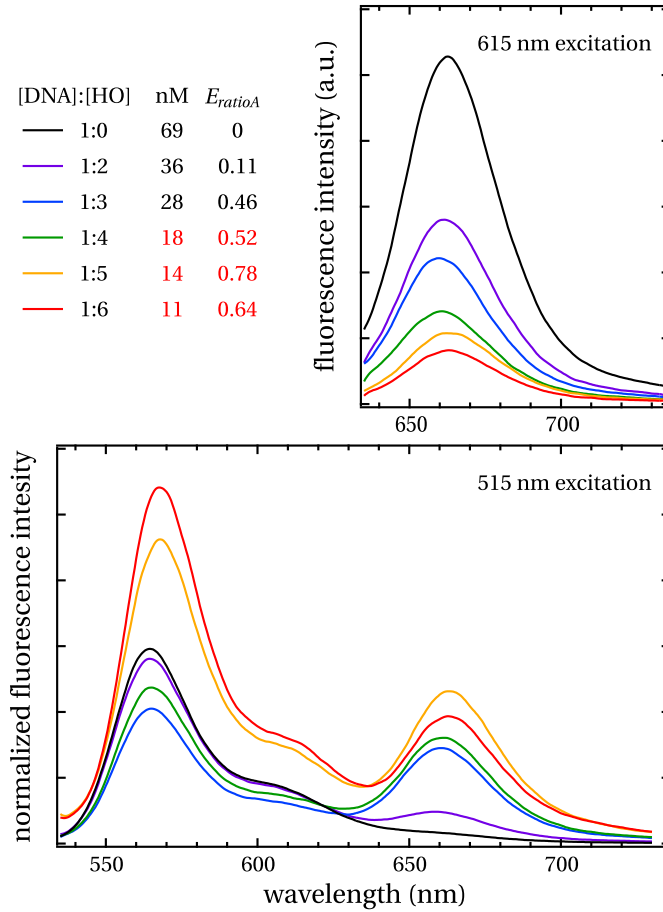 615 nm excitation
[DNA]:[HO] nM E_ratioA
1:0 69 0
1:2 36 0.11
1:3 28 0.46
1:4 18 0.52
1:5 14 0.78
1:6 11 0.64
fluorescence intensity (a.u.)
650 700
515 nm excitation
normalized fluorescence intesity
550 600 650 700
wavelength (nm)